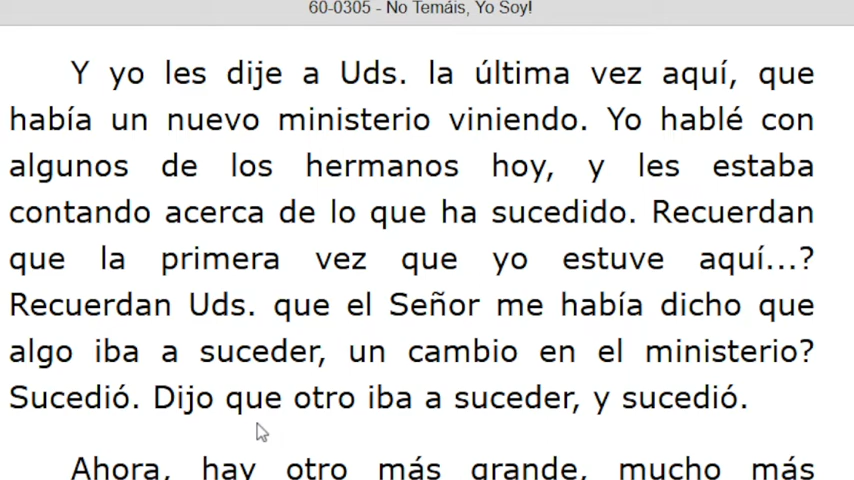 60-0305 - No Temáis, Yo Soy!
Y yo les dije a Uds. la última vez aquí, que
había un nuevo ministerio viniendo. Yo hablé con
algunos de los hermanos hoy, y les estaba
contando acerca de lo que ha sucedido. Recuerdan
que la primera vez que yo estuve aquí...?
Recuerdan Uds. que el Señor me había dicho que
algo iba a suceder, un cambio en el ministerio?
Sucedió. Dijo que otro iba a suceder, y sucedió.
Ahora, hay otro más grande, mucho más